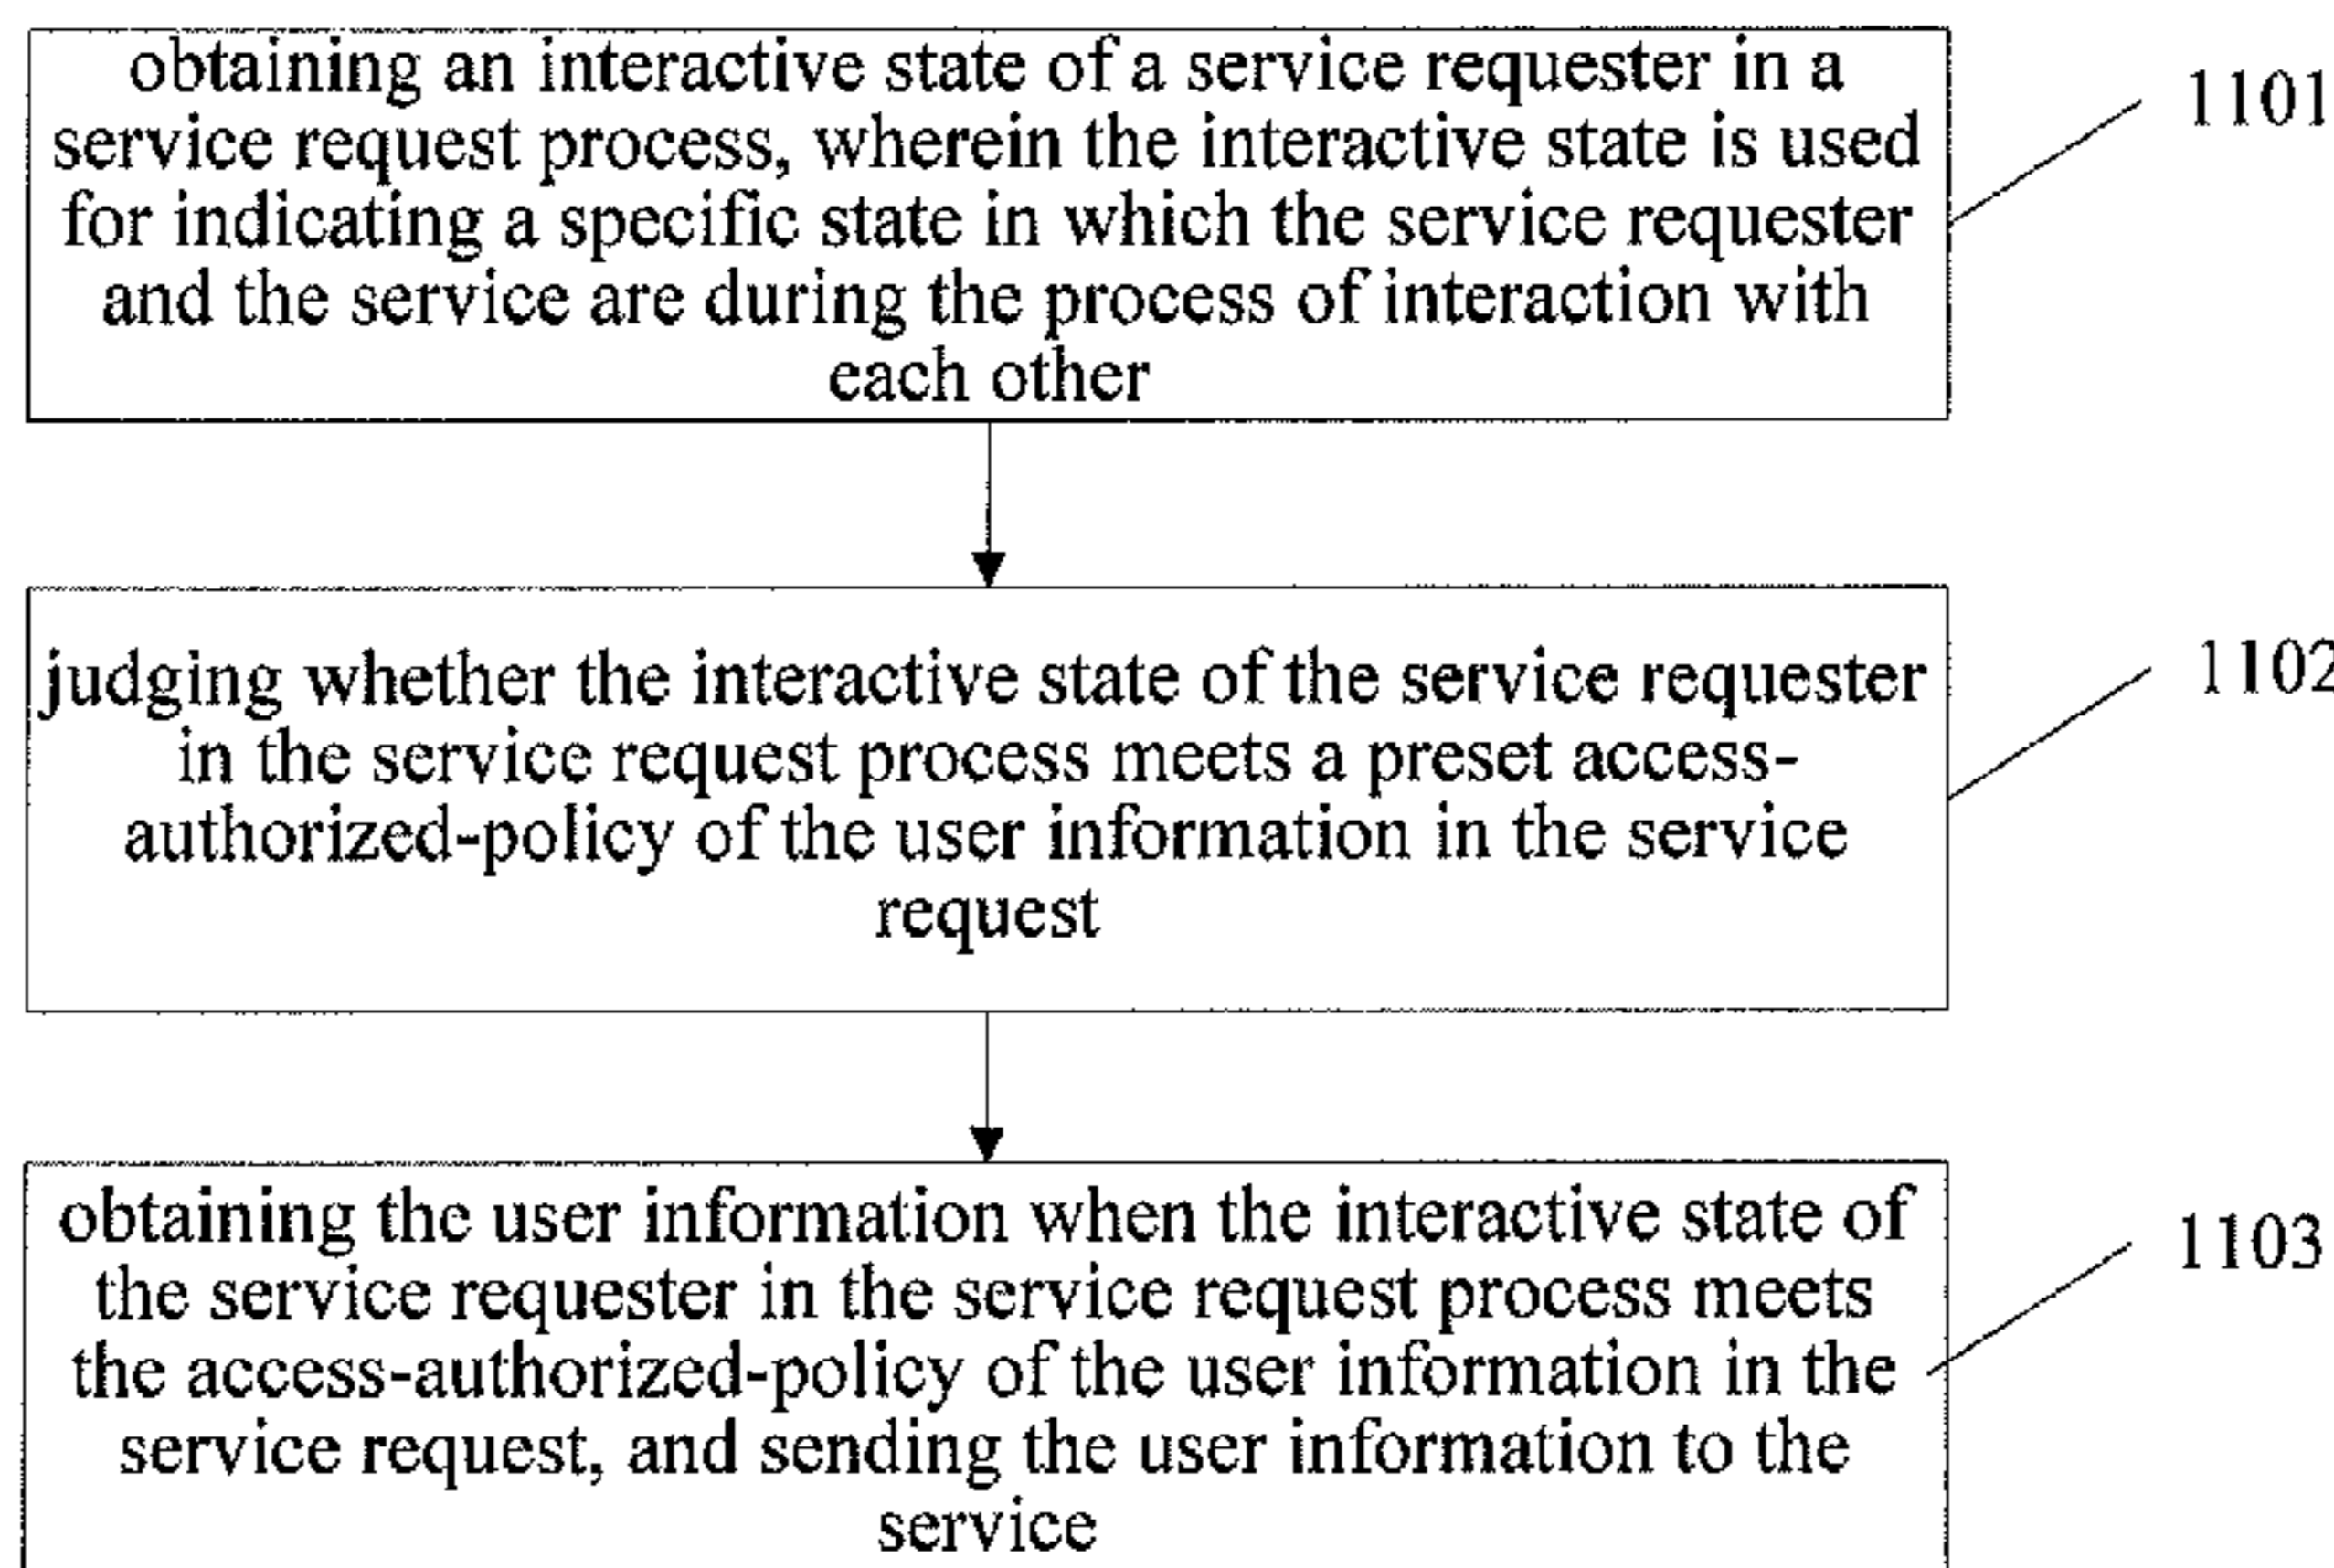 obtaining an interactive state of a service requester in a
service request process, wherein the interactive state is used
for indicating a specific state in which the service requester
and the service are during the process of interaction with
each other
1101
judging whether the interactive state of the service requester
in the service request process meets a preset access-
authorized-policy of the user information in the service
request
1102
obtaining the user information when the interactive state of
the service requester in the service request process meets
the access-authorized-policy of the user information in the
service request, and sending the user information to the
service
1103